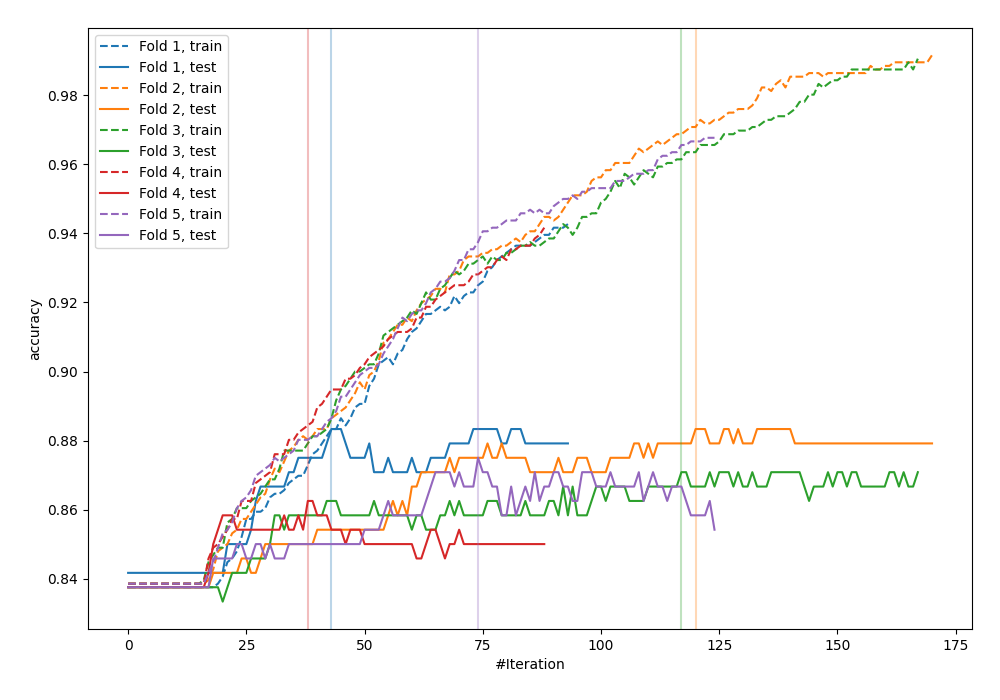 Fold 1, train
Fold 1, test
Fold 2, train
Fold 2, test
Fold 3, train
Fold 3, test
Fold 4, train
Fold 4, test
Fold 5, train
Fold 5, test
0.98
0.96
0.94
0.92
0.90
0.88
0.86
0.84
accuracy
0 25 50 75 100 125 150 175
#Iteration